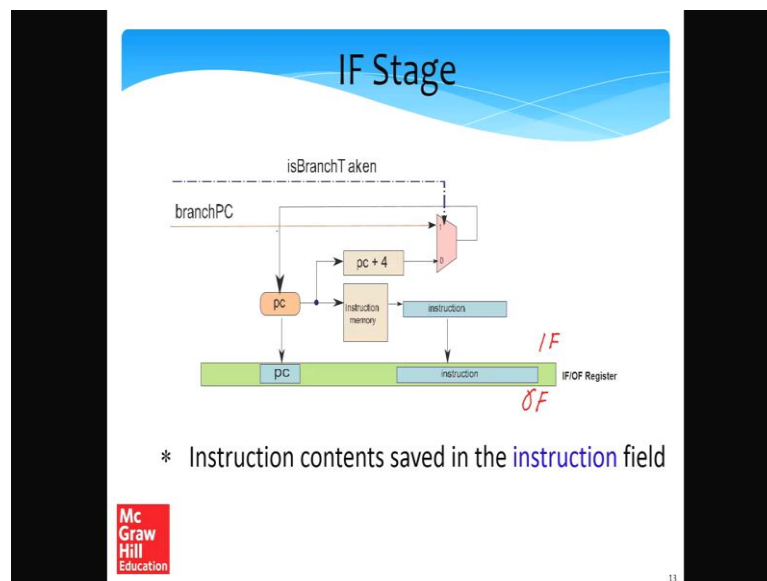 IF Stage
isBranchT aken
branchPC
1
pc + 4
0
pc
Instruction
memory
instruction
IF
pc
instruction
IF/OF Register
OF
* Instruction contents saved in the instruction field
Mc
Graw
Hill
Education
13